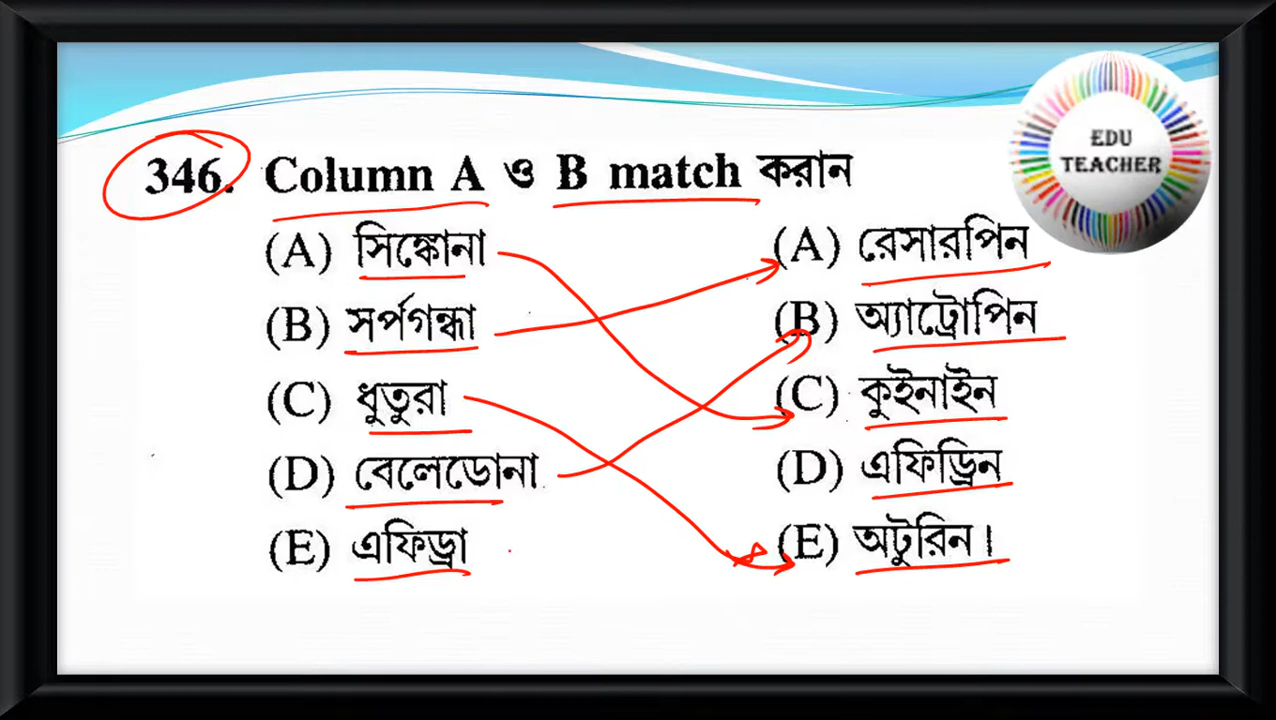 EDU
TEACHER
346. Column A ও B match করান
(A) সিঙ্কোনা (A) রেসারপিন
(B) সর্পগন্ধা (B) অ্যাট্রোপিন
(C) ধুতুরা (C) কুইনাইন
(D) বেলেডোনা (D) এফিড্রিন
(E) এফিড্রা (E) অটুরিন।